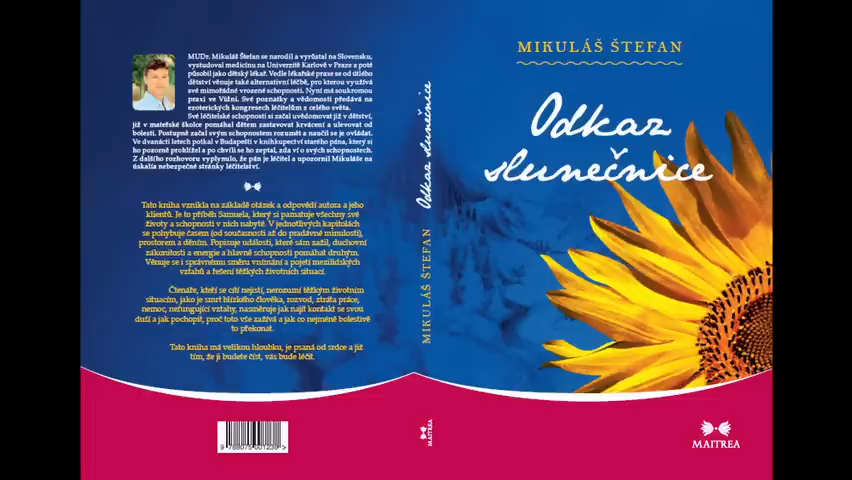 MUDr. Mikuláš Štefan se narodil a vyrůstal na Slovensku,
vystudoval medicínu na Univerzitě Karlově v Praze a poté
působil jako dětský lékař. Vedle lékařské praxe se od útlého
dětství věnuje také alternativní léčbě, pro kterou využívá
své mimořádné vrozené schopnosti. Nyní má soukromou
praxi ve Vižni. Své poznatky a vědomosti předává na
ezoterických kongresech léčitelům z celého světa.
Své léčitelské schopnosti si začal uvědomovat již v dětství,
již v mateřské školce pomáhal dětem zastavovat krvácení a ulevovat od
bolesti. Postupně začal svým schopnostem rozumět a naučil se je ovládat.
Ve dvanácti letech potkal v Budapešti v knihkupectví starého pána, který si
ho pozorně prohlížel a po chvíli se ho zeptal, zda ví o svých schopnostech.
Z dalšího rozhovoru vyplynulo, že pán je léčitel a upozornil Mikuláše na
úskalía nebezpečné stránky léčitelství.
Tato kniha vznikla na základě otázek a odpovědí autora a jeho
klientů. Je to příběh Samuela, který si pamatuje všechny své
životy a schopnosti v nich nabyté. V jednotlivých kapitolách
se pohybuje časem (od současnosti až do pradávné minulosti),
prostorem a děním. Popisuje události, které sám zažil, duchovní
zákonitosti a energie a hlavně schopnosti pomáhat druhým.
Věnuje se i správnému směru vnímání a pojetí mezilidských
vztahů a řešení těžkých životních situací.
Čtenáře, kteří se cítí nejistí, nerozumí těžkým životním
situacím, jako je smrt blízkého člověka, rozvod, ztráta práce,
nemoc, nefungující vztahy, nasměruje jak najít kontakt se svou
duší a jak pochopit, proč toto vše zažívá a jak co nejméně bolestivě
to překonat.
Tato kniha má velikou hloubku, je psaná od srdce a již
tím, že ji budete číst, vás bude léčit.
9 788075 001238 >
MIKULÁŠ ŠTEFAN Odkaz slunečnice
MAITREA
MIKULÁŠ ŠTEFAN
Odkaz
slunečnice
MAITREA